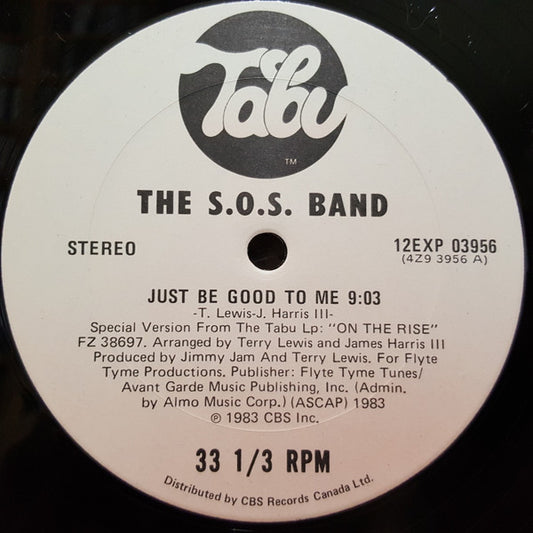 Tabu
TM
THE S.O.S. BAND
STEREO
12EXP 03956
(4Z9 3956 A)
JUST BE GOOD TO ME 9:03
-T. Lewis-J. Harris III-
Special Version From The Tabu Lp: "ON THE RISE"
FZ 38697. Arranged by Terry Lewis and James Harris III
Produced by Jimmy Jam And Terry Lewis. For Flyte
Tyme Productions. Publisher: Flyte Tyme Tunes/
Avant Garde Music Publishing, Inc. (Admin.
by Almo Music Corp.) (ASCAP) 1983
℗ 1983 CBS Inc.
33 1/3 RPM
Distributed by CBS Records Canada Ltd.